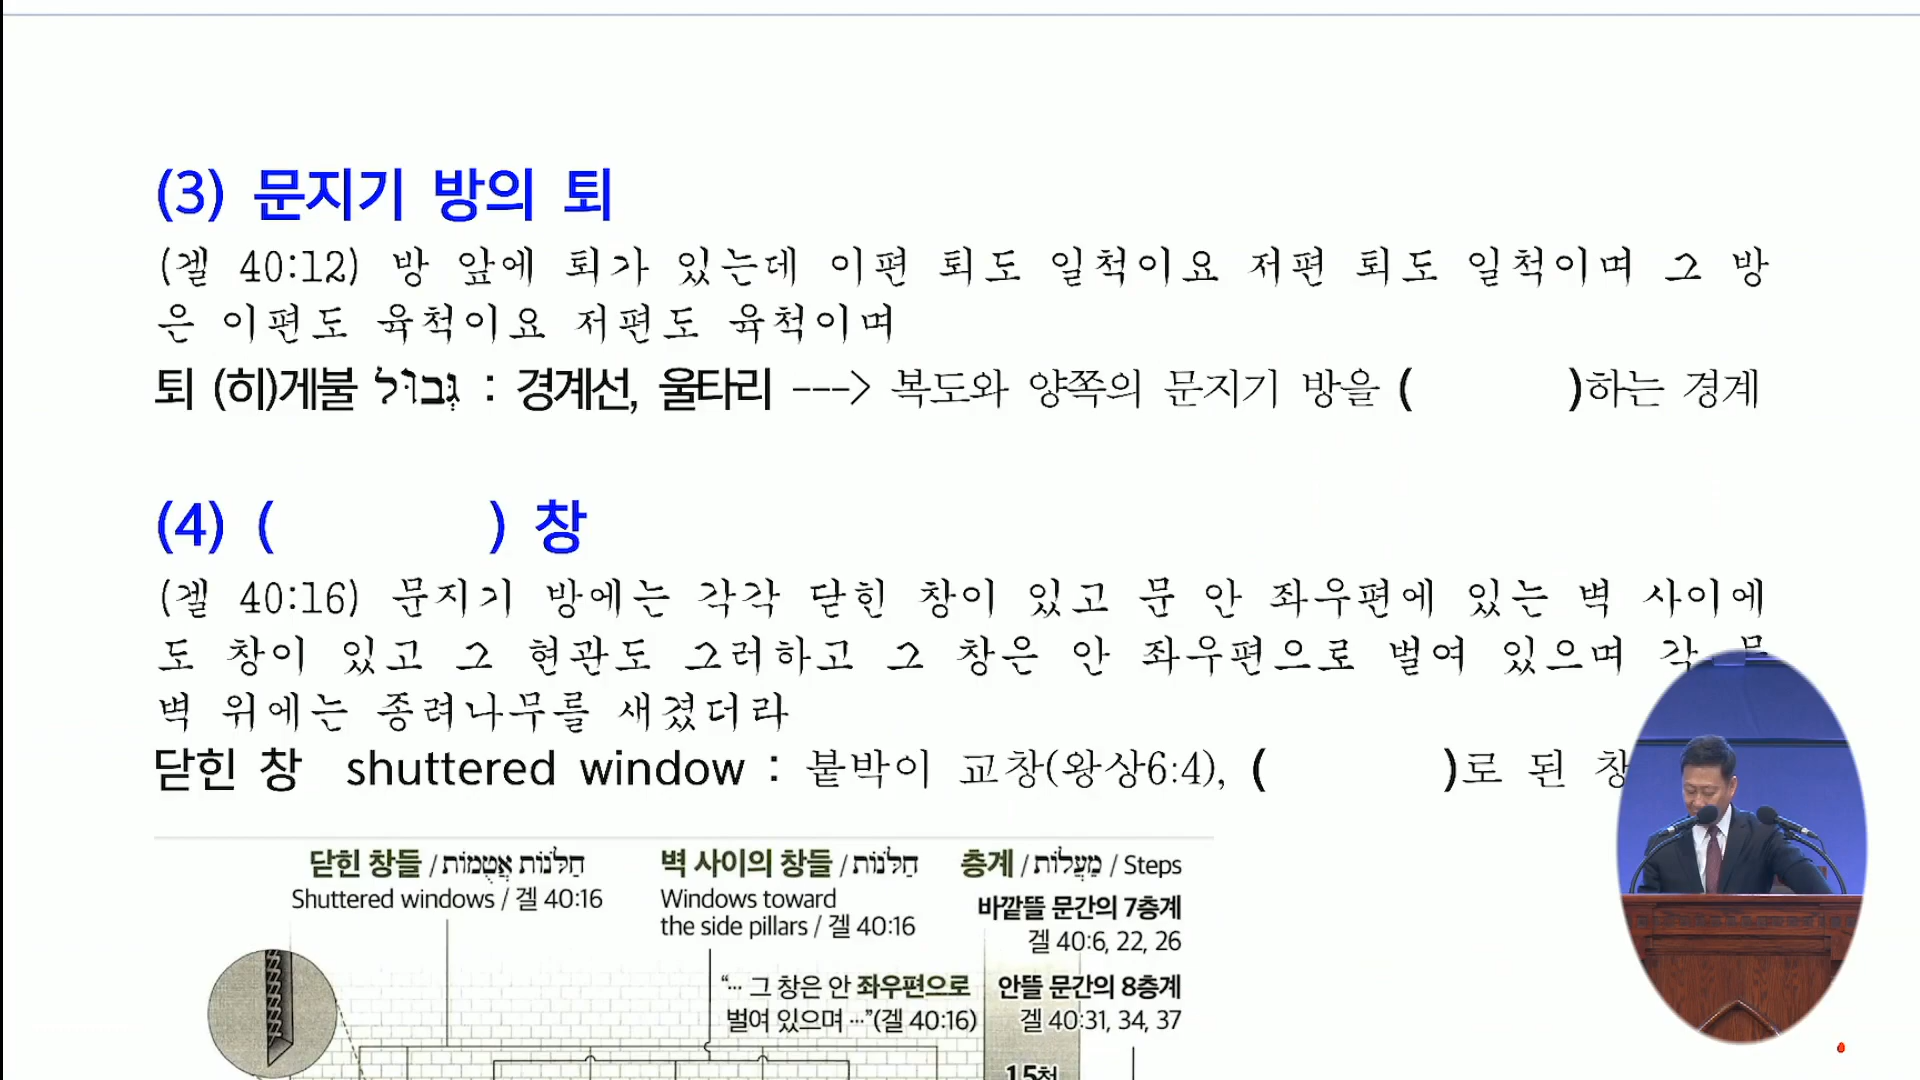 (3) 문지기 방의 퇴
(겔 40:12) 방 앞에 퇴가 있는데 이편 퇴도 일척이요 저편 퇴도 일척이며 그 방
은 이편도 육척이요 저편도 육척이며
퇴 (히)게불 גְּבוּל : 경계선, 울타리 ---> 복도와 양쪽의 문지기 방을 (          )하는 경계
(4) (          ) 창
(겔 40:16) 문지기 방에는 각각 닫힌 창이 있고 문 안 좌우편에 있는 벽 사이에
도 창이 있고 그 현관도 그러하고 그 창은 안 좌우편으로 벌여 있으며 각
벽 위에는 종려나무를 새겼더라
닫힌 창 shuttered window : 붙박이 교창(왕상6:4), (          )로 된 창
닫힌 창들 / חַלֹּנוֹת אֲטֻמוֹת
Shuttered windows / 겔 40:16
벽 사이의 창들 / חַלֹּנוֹת
Windows toward
the side pillars / 겔 40:16
"··· 그 창은 안 좌우편으로
벌여 있으며 ···"(겔 40:16)
층계 / מַעֲלוֹת / Steps
바깥뜰 문간의 7층계
겔 40:6, 22, 26
안뜰 문간의 8층계
겔 40:31, 34, 37
15척